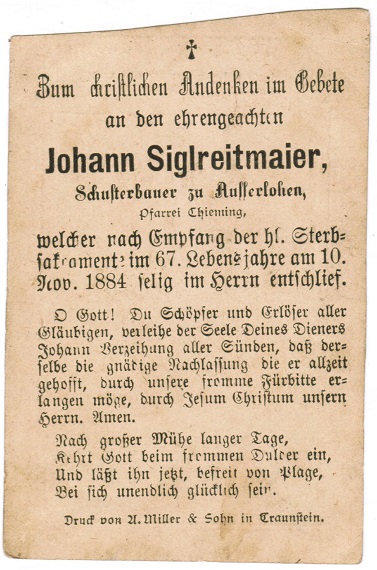 Zum christlichen Andenken im Gebete
an den ehrengeachten
Johann Siglreitmaier,
Schusterbauer zu Aufferlohen,
Pfarrei Chieming,
welcher nach Empfang der hl. Sterb-
sakramente im 67. Lebensjahre am 10.
Nov. 1884 selig im Herrn entschlief.
O Gott! Du Schöpfer und Erlöser aller
Gläubigen, verleihe der Seele Deines Dieners
Johann Verzeihung aller Sünden, daß der-
selbe die gnädige Nachlassung die er allzeit
gehofft, durch unsere fromme Fürbitte er-
langen möge, durch Jesum Christum unsern
Herrn. Amen.
Nach großer Mühe langer Tage,
Kehrt Gott beim frommen Dulder ein,
Und läßt ihn jetzt, befreit von Plage,
Bei sich unendlich glücklich sein.
Druck von A. Miller & Sohn in Traunstein.